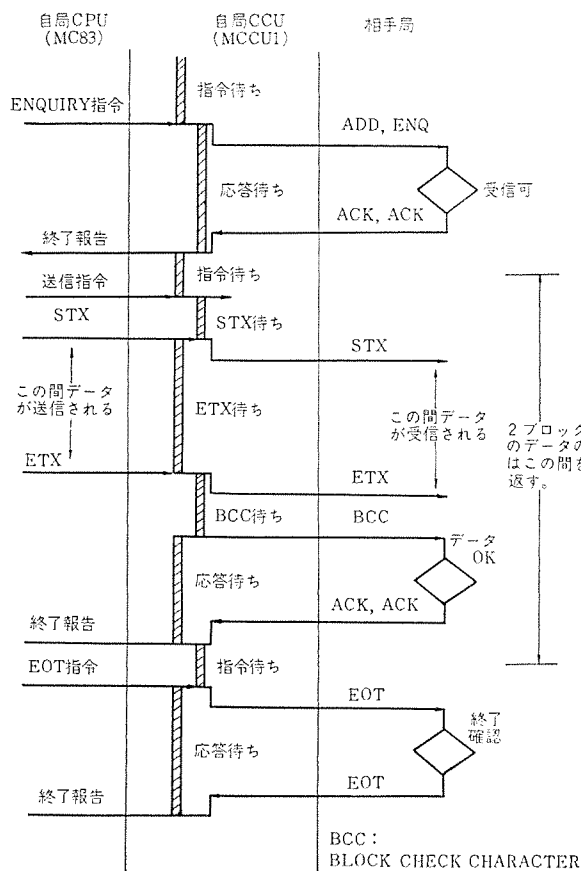 自局CPU
(MC83)
自局CCU
(MCCU1)
相手局
指令待ち
ENQUIRY指令
ADD, ENQ
応答待ち
受信可
ACK, ACK
終了報告
指令待ち
送信指令
STX
STX待ち
STX
この間データ
が送信される
ETX待ち
この間データ
が受信される
2ブロック
のデータの
はこの間を
返す。
ETX
ETX
BCC待ち
BCC
データ
OK
応答待ち
ACK, ACK
終了報告
EOT指令
指令待ち
EOT
終了
確認
応答待ち
EOT
終了報告
BCC:
BLOCK CHECK CHARACTER